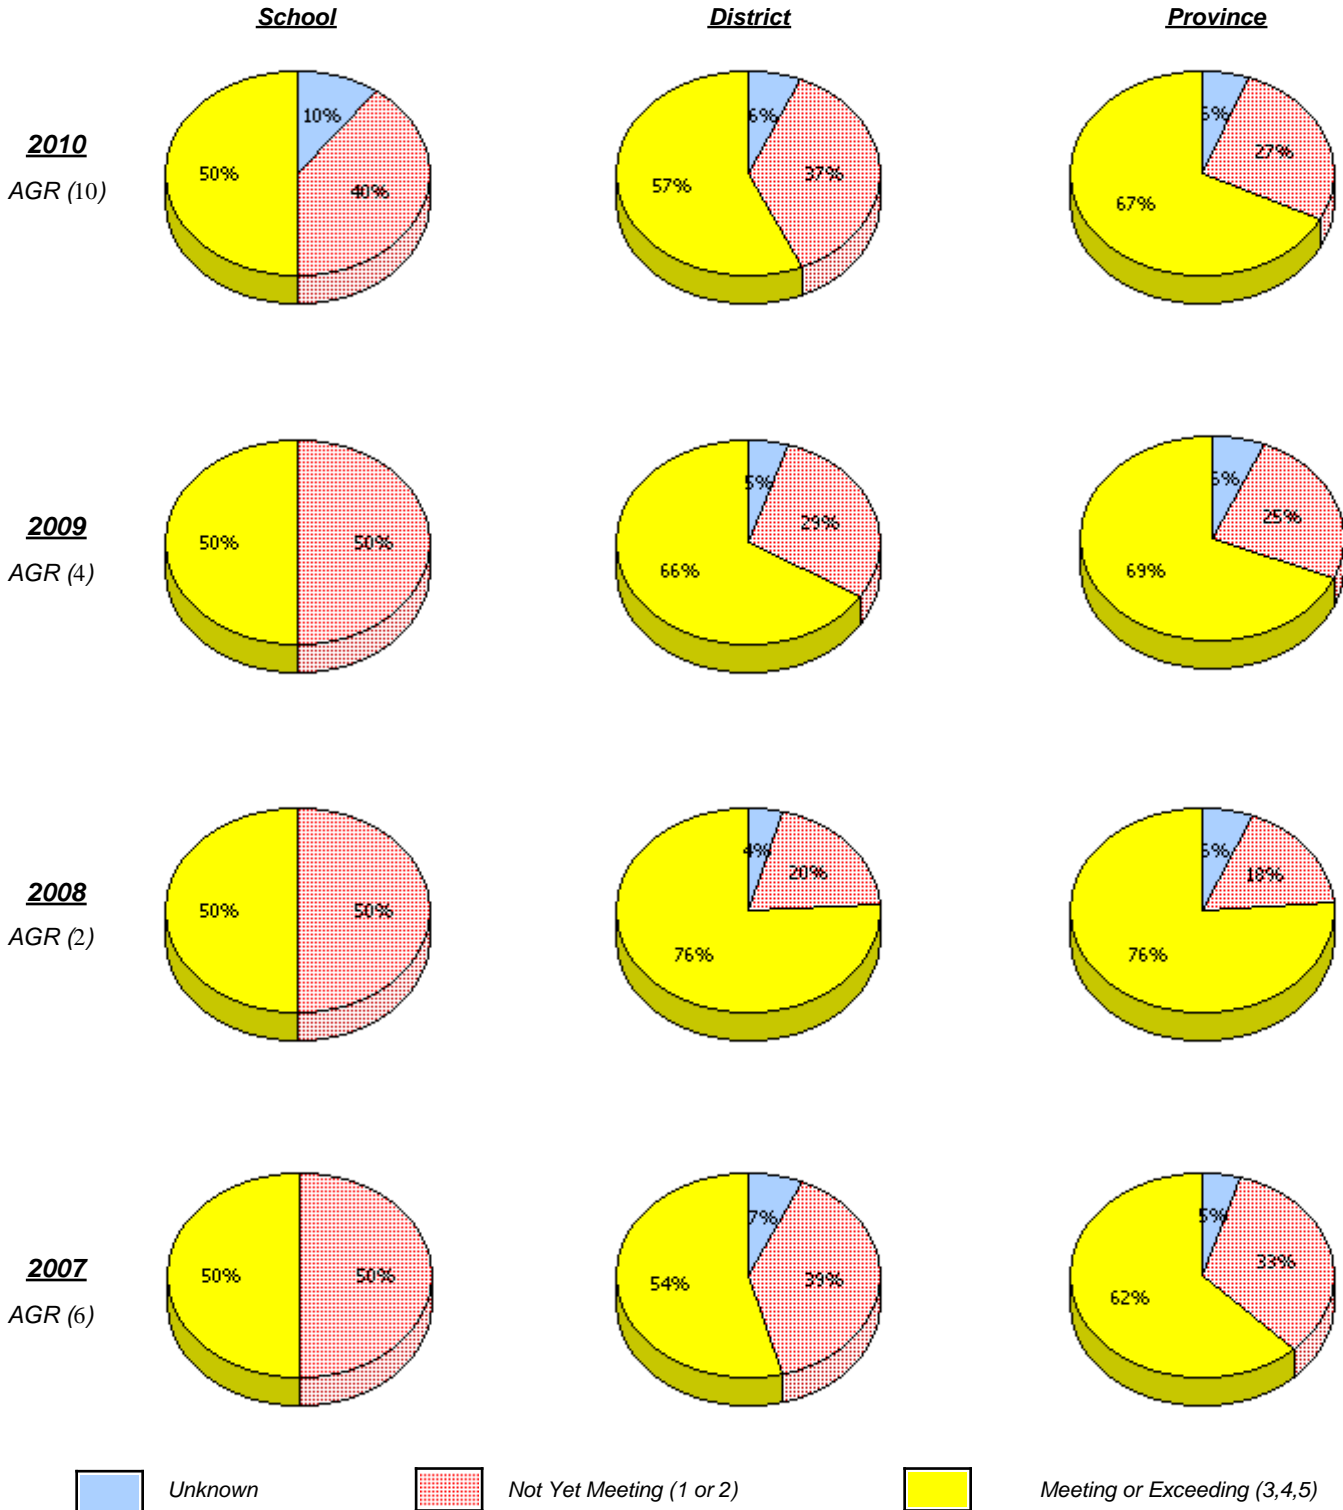 School District Province
10% 6%
2010
27%
50% 57% 37%
AGR (10) 40% 67%
5%
2009 29% 25%
50% 50%
AGR (4) 66% 69%
4%
2008 20% 18%
50% 50%
AGR (2) 76% 76%
7% 5%
2007 50% 50% 54% 39% 33%
AGR (6) 62%
Unknown Not Yet Meeting (1 or 2) Meeting or Exceeding (3,4,5)